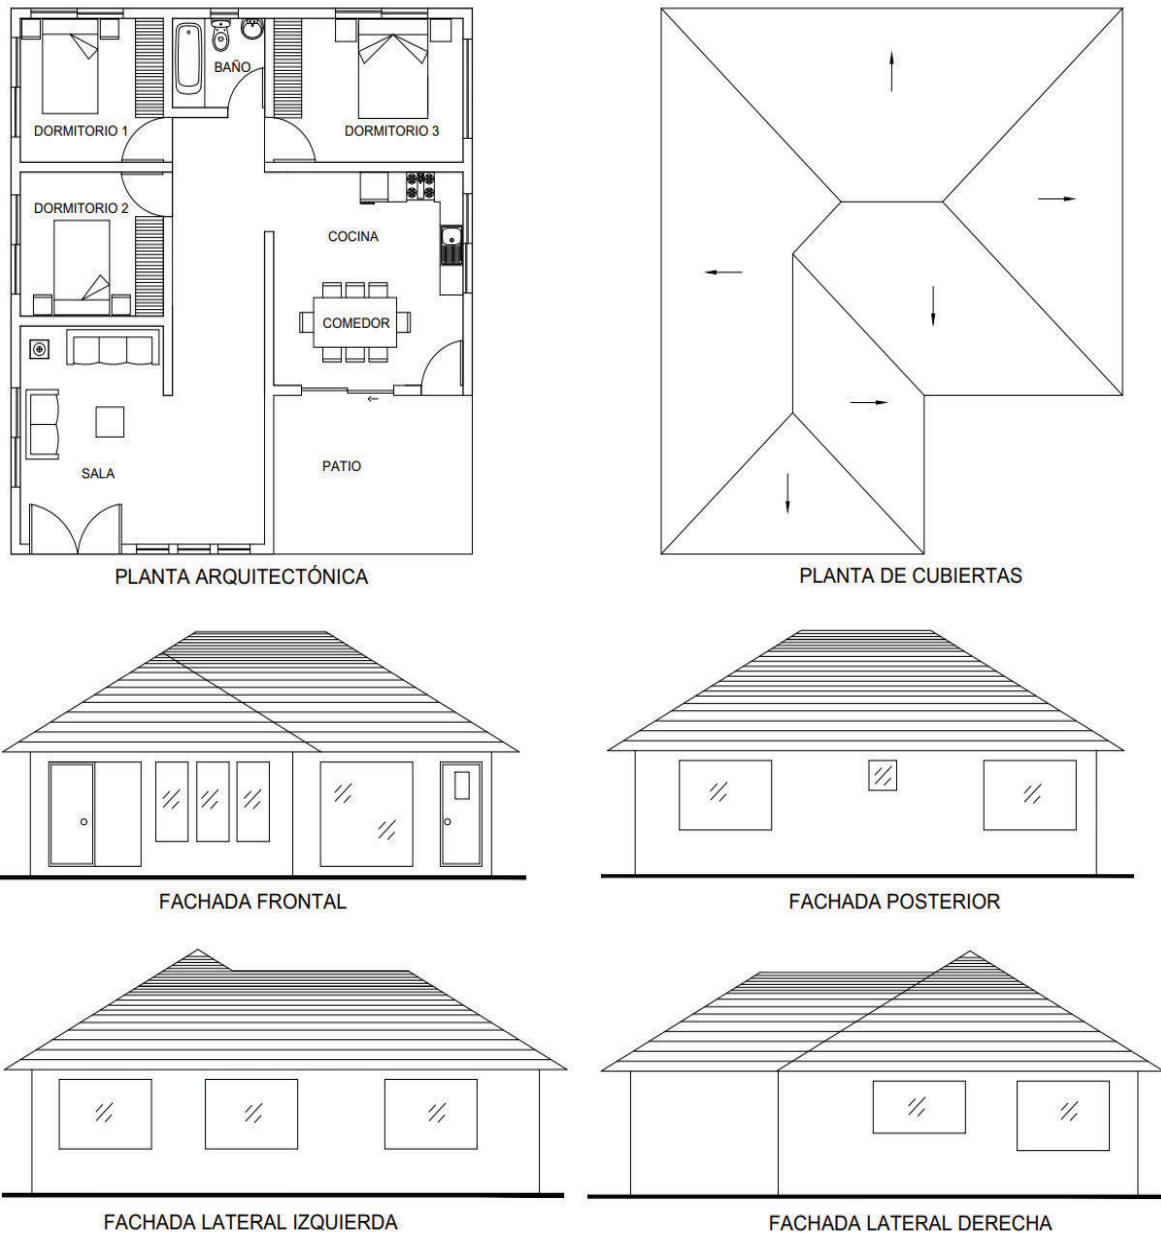 BAÑO
DORMITORIO 1
DORMITORIO 3
DORMITORIO 2
COCINA
COMEDOR
SALA
PATIO
PLANTA ARQUITECTÓNICA
PLANTA DE CUBIERTAS
FACHADA FRONTAL
FACHADA POSTERIOR
FACHADA LATERAL IZQUIERDA
FACHADA LATERAL DERECHA